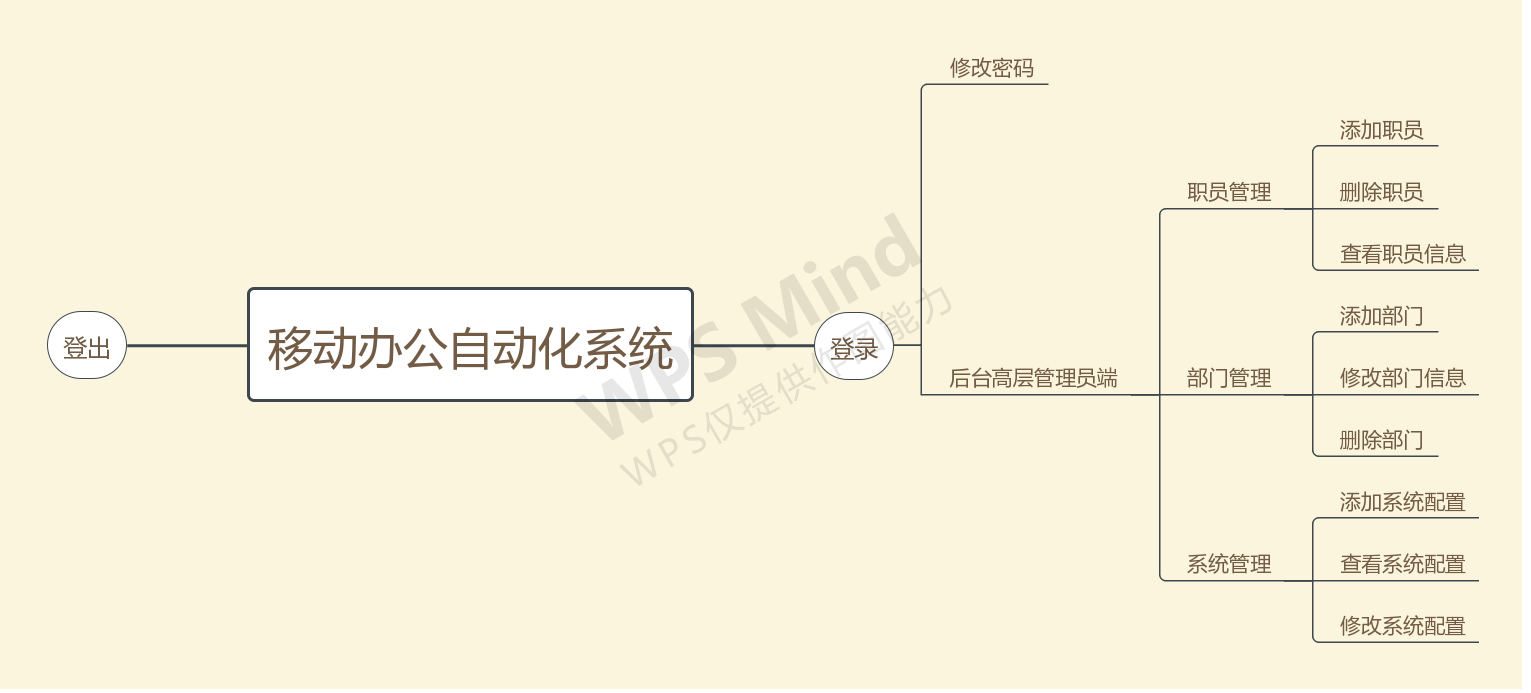 修改密码
添加职员
职员管理
删除职员
查看职员信息
添加部门
登出
移动办公自动化系统
登录
后台高层管理员端
部门管理
修改部门信息
删除部门
添加系统配置
系统管理
查看系统配置
修改系统配置
WPS Mind
WPS仅提供作图能力